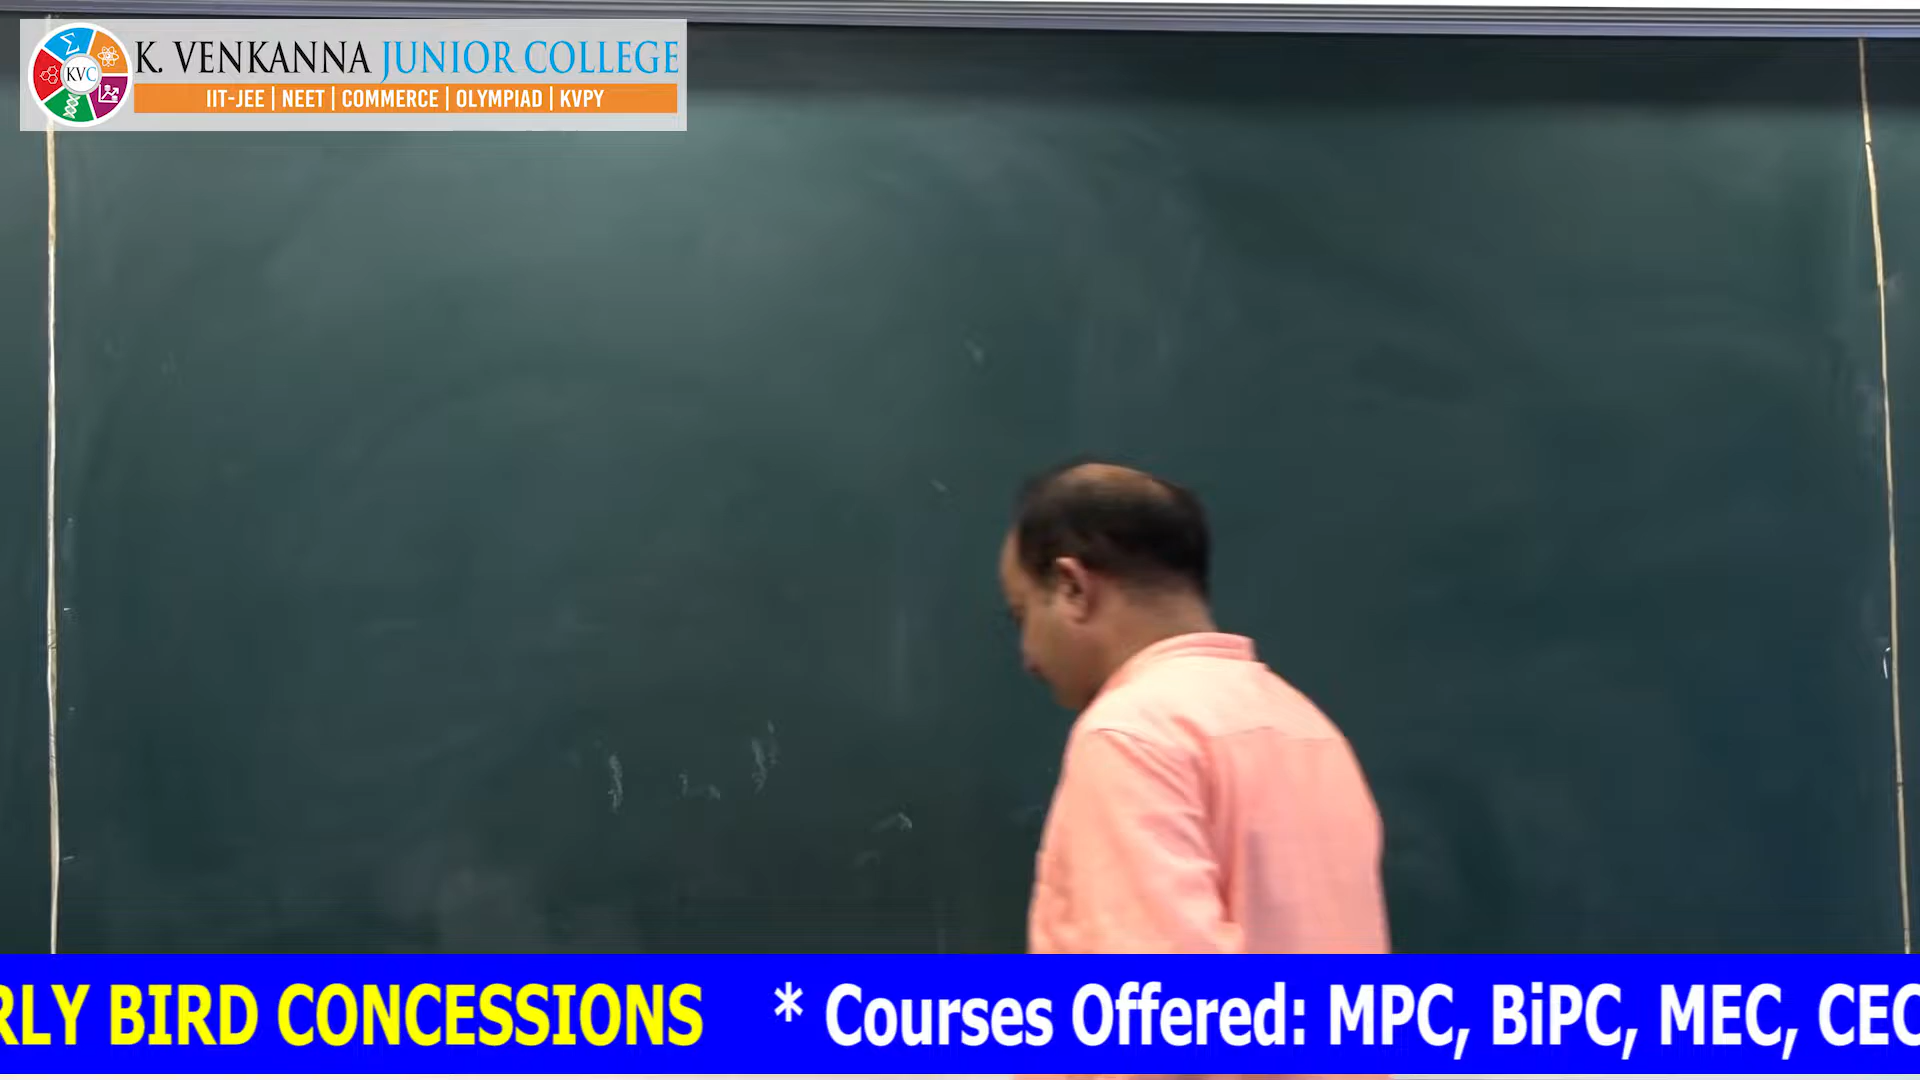 KVC
K. VENKANNA JUNIOR COLLEGE
IIT-JEE | NEET | COMMERCE | OLYMPIAD | KVPY
RLY BIRD CONCESSIONS * Courses Offered: MPC, BiPC, MEC, CEC